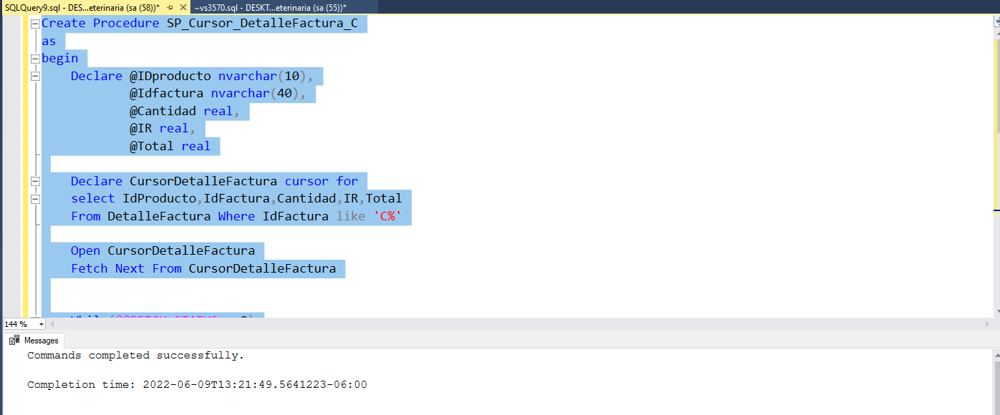 SQLQuery9.sql - DES...eterinaria (sa (58))* ~vs3570.sql - DESKT...eterinaria (sa (55))*
Create Procedure SP_Cursor_DetalleFactura_C
as
begin
Declare @IDproducto nvarchar(10),
@Idfactura nvarchar(40),
@Cantidad real,
@IR real,
@Total real
Declare CursorDetalleFactura cursor for
select IdProducto,IdFactura,Cantidad,IR,Total
From DetalleFactura Where IdFactura like 'C%'
Open CursorDetalleFactura
Fetch Next From CursorDetalleFactura
144 %
Messages
Commands completed successfully.
Completion time: 2022-06-09T13:21:49.5641223-06:00